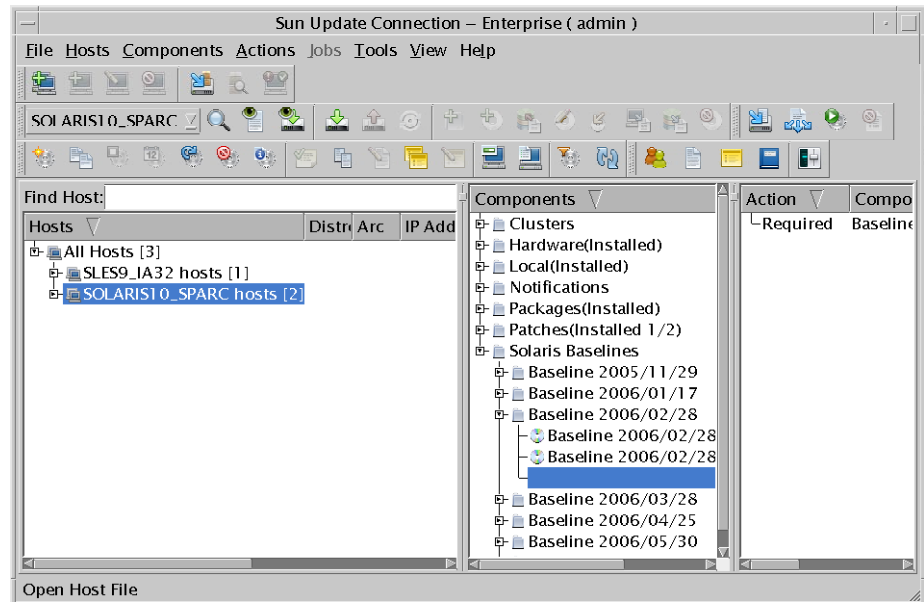 Sun Update Connection – Enterprise ( admin )
File Hosts Components Actions Jobs Tools View Help
SOLARIS10_SPARC
Find Host:
Hosts Distri Arc IP Add
All Hosts [3]
SLES9_IA32 hosts [1]
SOLARIS10_SPARC hosts [2]
Components
Clusters
Hardware(Installed)
Local(Installed)
Notifications
Packages(Installed)
Patches(Installed 1/2)
Solaris Baselines
Baseline 2005/11/29
Baseline 2006/01/17
Baseline 2006/02/28
Baseline 2006/02/28
Baseline 2006/02/28
Baseline 2006/03/28
Baseline 2006/04/25
Baseline 2006/05/30
Action Compo
Required Baseline
Open Host File